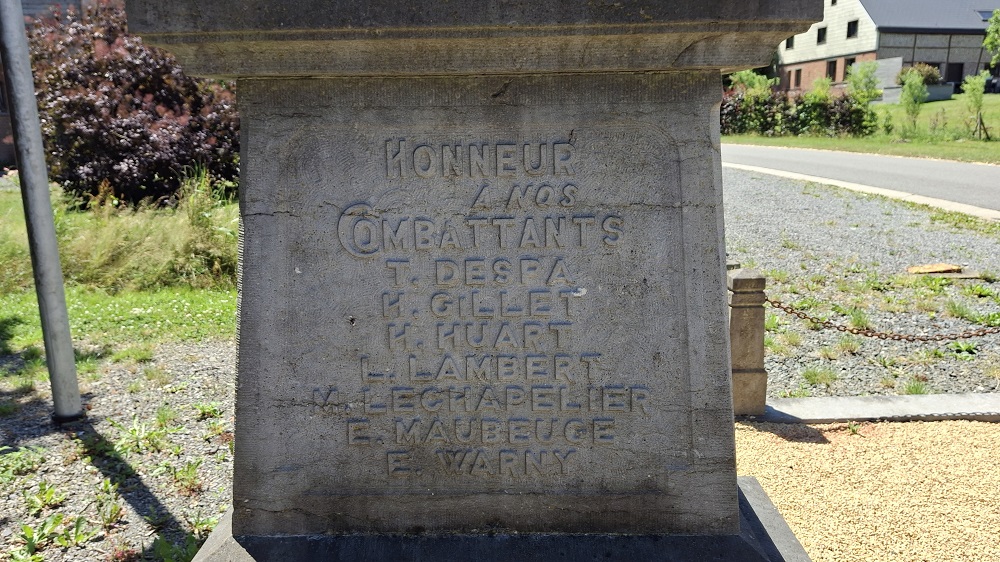 HONNEUR
A NOS
COMBATTANTS
T. DESPA
H. GILLET
H. HUART
L. LAMBERT
M. LECHAPELIER
E. MAUBEUGE
E. WARNY